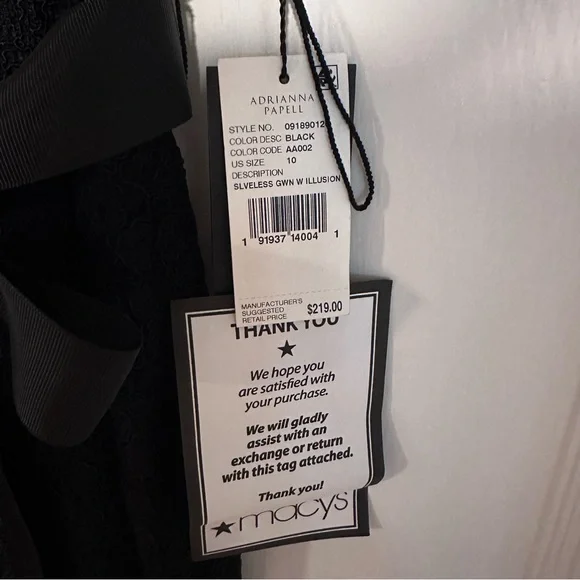 ADRIANNA
PAPELL
STYLE NO. 09189012
COLOR DESC BLACK
COLOR CODE AA002
US SIZE 10
DESCRIPTION
SLVELESS GWN W ILLUSION
1 91937 14004 1
MANUFACTURER'S
SUGGESTED
RETAIL PRICE $219.00
THANK YOU
We hope you
are satisfied with
your purchase.
We will gladly
assist with an
exchange or return
with this tag attached.
Thank you!
macys